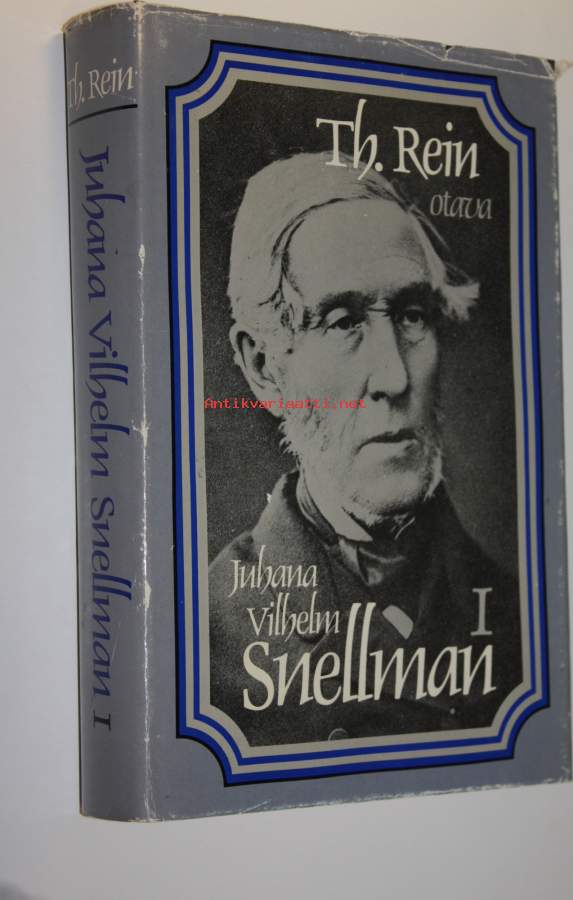 Th. Rein
Juhana Vilhelm Snellman I
Th. Rein
otava
Antikvariaatti.net
Juhana
Vilhelm
I
Snellman